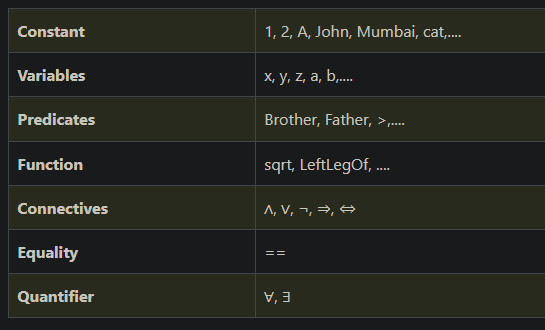 Constant 1, 2, A, John, Mumbai, cat,....
Variables x, y, z, a, b,....
Predicates Brother, Father, >,....
Function sqrt, LeftLegOf, ....
Connectives ∧, ∨, ¬, ⇒, ⇔
Equality ==
Quantifier ∀, ∃